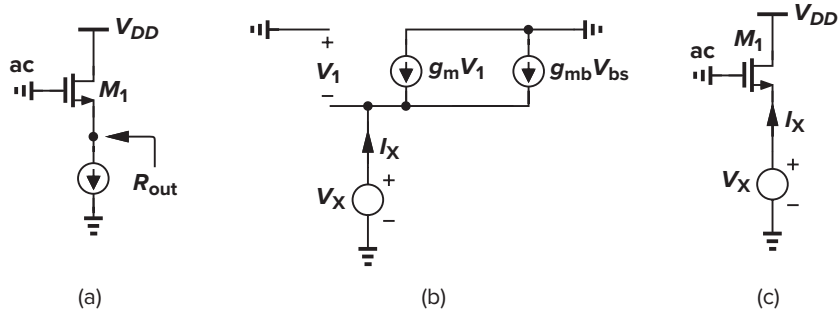 V_DD
ac
M_1
R_out
(a)
+
V_1
−
g_mV_1
g_mbV_bs
I_X
V_X
+
−
(b)
V_DD
M_1
ac
I_X
V_X
+
−
(c)